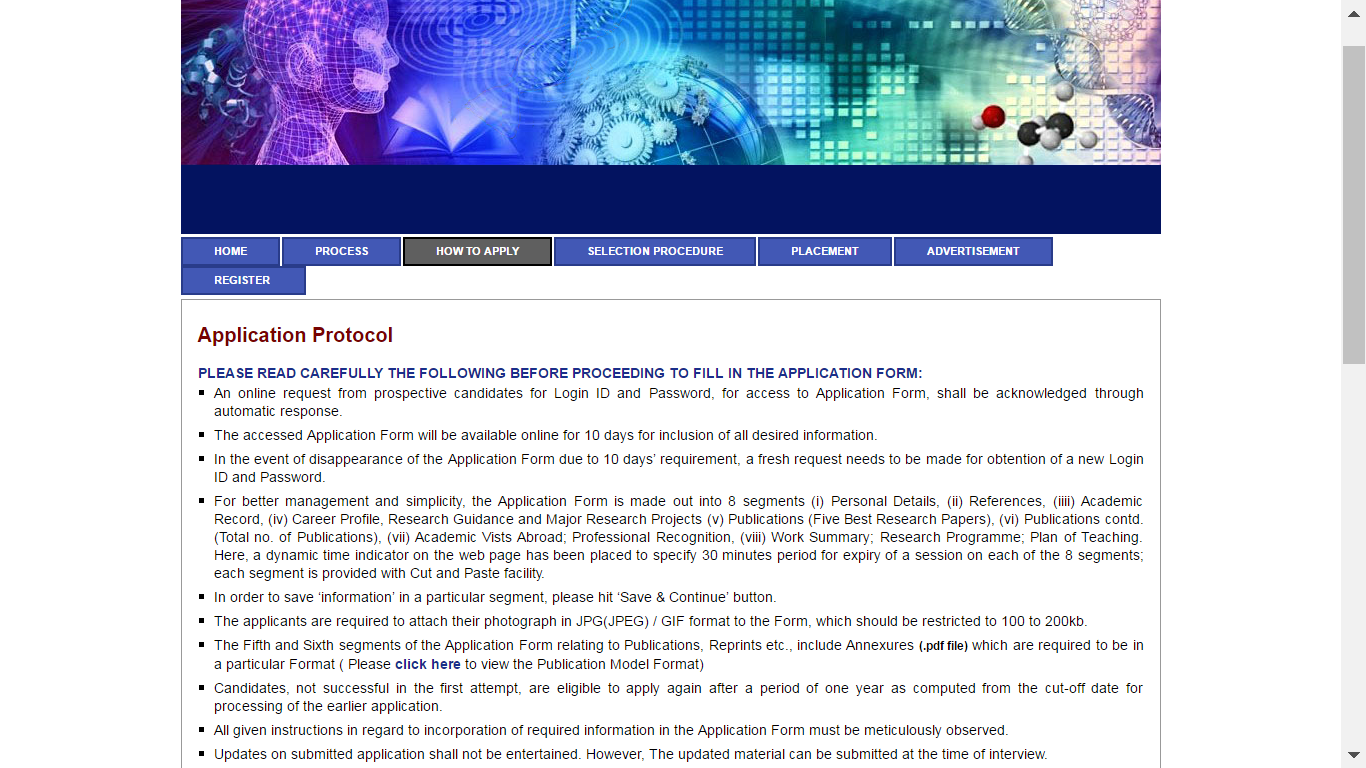 HOME PROCESS HOW TO APPLY SELECTION PROCEDURE PLACEMENT ADVERTISEMENT
REGISTER
Application Protocol
PLEASE READ CAREFULLY THE FOLLOWING BEFORE PROCEEDING TO FILL IN THE APPLICATION FORM:
An online request from prospective candidates for Login ID and Password, for access to Application Form, shall be acknowledged through
automatic response.
The accessed Application Form will be available online for 10 days for inclusion of all desired information.
In the event of disappearance of the Application Form due to 10 days’ requirement, a fresh request needs to be made for obtention of a new Login
ID and Password.
For better management and simplicity, the Application Form is made out into 8 segments (i) Personal Details, (ii) References, (iiii) Academic
Record, (iv) Career Profile, Research Guidance and Major Research Projects (v) Publications (Five Best Research Papers), (vi) Publications contd.
(Total no. of Publications), (vii) Academic Vists Abroad; Professional Recognition, (viii) Work Summary; Research Programme; Plan of Teaching.
Here, a dynamic time indicator on the web page has been placed to specify 30 minutes period for expiry of a session on each of the 8 segments;
each segment is provided with Cut and Paste facility.
In order to save ‘information’ in a particular segment, please hit ‘Save & Continue’ button.
The applicants are required to attach their photograph in JPG(JPEG) / GIF format to the Form, which should be restricted to 100 to 200kb.
The Fifth and Sixth segments of the Application Form relating to Publications, Reprints etc., include Annexures (.pdf file) which are required to be in
a particular Format ( Please click here to view the Publication Model Format)
Candidates, not successful in the first attempt, are eligible to apply again after a period of one year as computed from the cut-off date for
processing of the earlier application.
All given instructions in regard to incorporation of required information in the Application Form must be meticulously observed.
Updates on submitted application shall not be entertained. However, The updated material can be submitted at the time of interview.